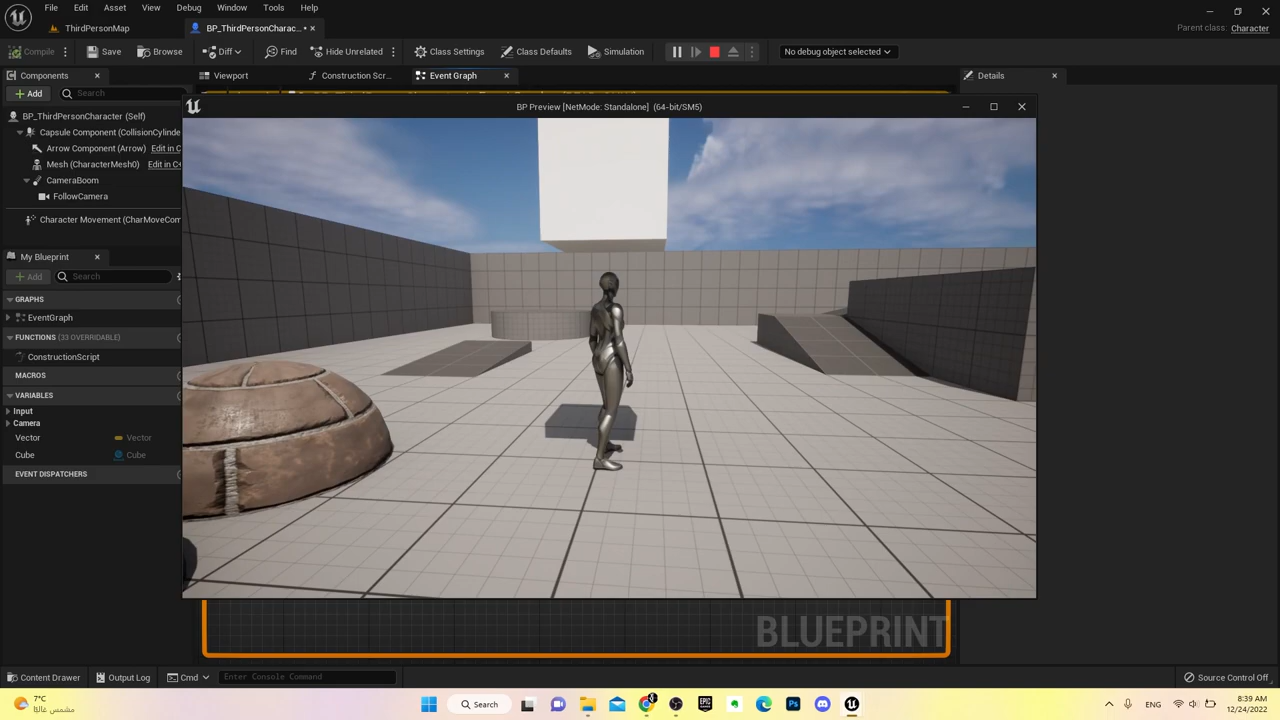 File Edit Asset View Debug Window Tools Help
ThirdPersonMap
BP_ThirdPersonCharac...
Parent class: Character
Compile Save Browse Diff Find Hide Unrelated Class Settings Class Defaults Simulation No debug object selected
Components
Viewport Construction Scr... Event Graph Details
Add Search
BP Preview [NetMode: Standalone] (64-bit/SM5)
BP_ThirdPersonCharacter (Self)
Capsule Component (CollisionCylinde
Arrow Component (Arrow) Edit in C
Mesh (CharacterMesh0) Edit in C
CameraBoom
FollowCamera
Character Movement (CharMoveCom
My Blueprint
Add Search
GRAPHS
EventGraph
FUNCTIONS (33 OVERRIDABLE)
ConstructionScript
MACROS
VARIABLES
Input
Camera
Vector Vector
Cube Cube
EVENT DISPATCHERS
BLUEPRINT
Content Drawer Output Log Cmd Enter Console Command Source Control Off
7°C
مشمس غالبًا
Search
ENG
8:39 AM
12/24/2022